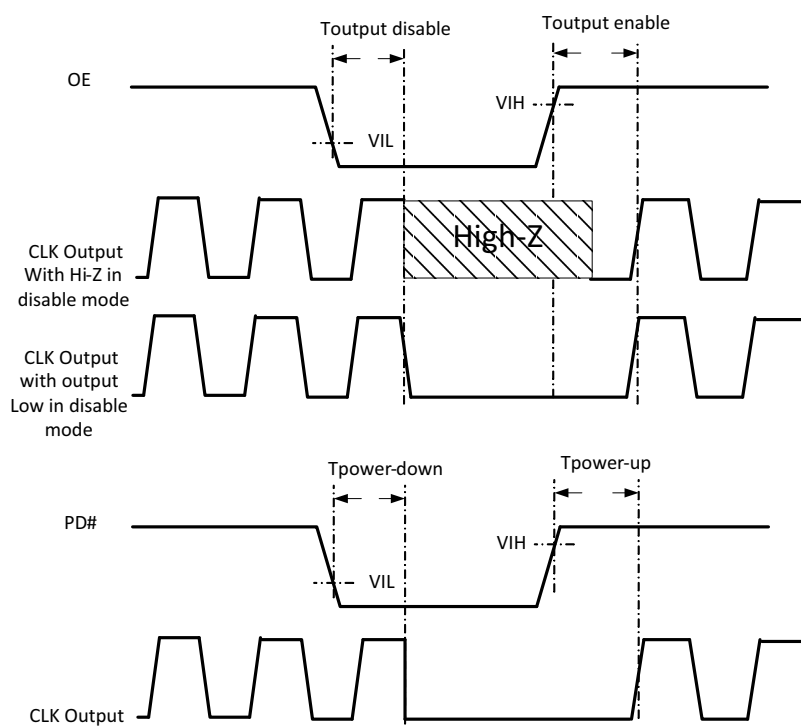 Toutput disable
Toutput enable
OE
VIH
VIL
High-Z
CLK Output
With Hi-Z in
disable mode
CLK Output
with output
Low in disable
mode
Tpower-down
Tpower-up
PD#
VIH
VIL
CLK Output